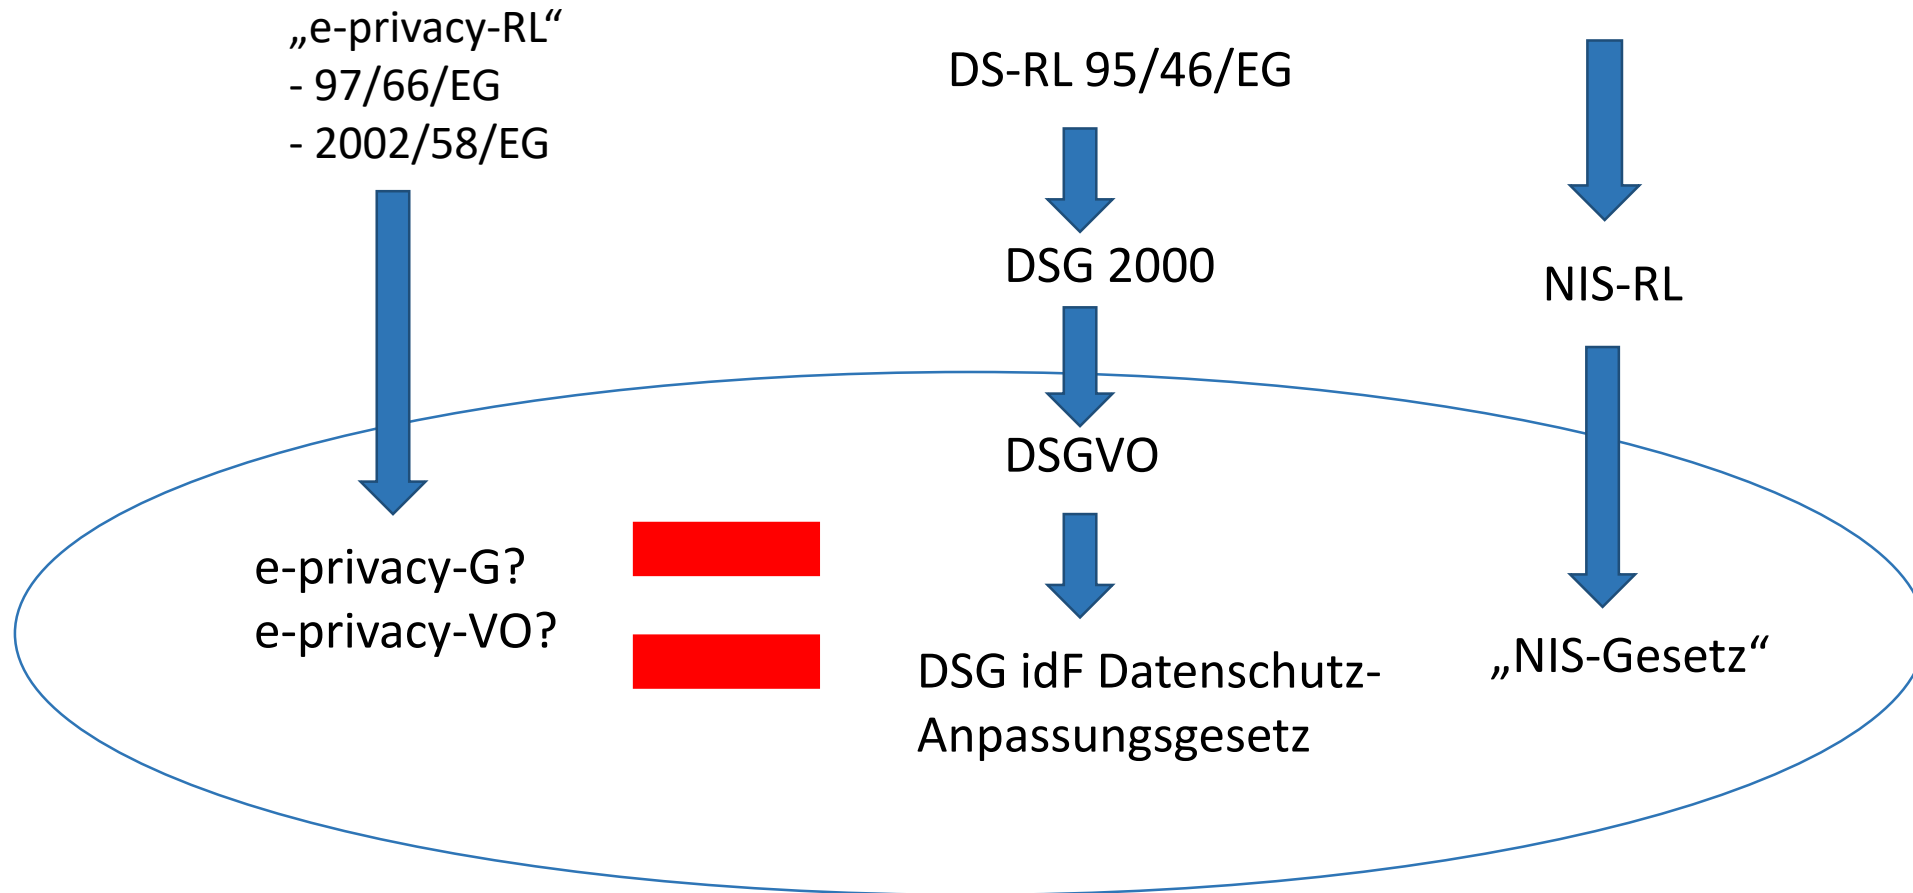 „e-privacy-RL“
- 97/66/EG
- 2002/58/EG
e-privacy-G?
e-privacy-VO?
DS-RL 95/46/EG
DSG 2000
DSGVO
DSG idF Datenschutz-
Anpassungsgesetz
NIS-RL
„NIS-Gesetz“